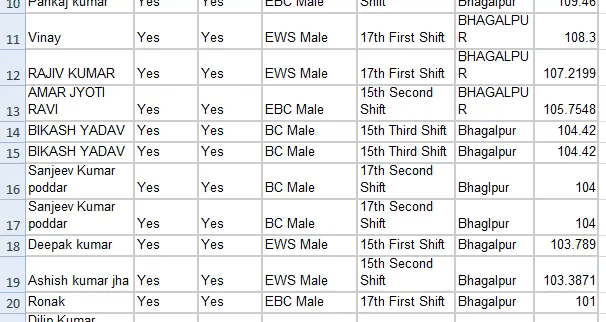 10 Pankaj kumar Yes Yes EBC Male Shift Bhagalpur 109.46
BHAGALPU
11 Vinay Yes Yes EWS Male 17th First Shift R 108.3
BHAGALPU
12 RAJIV KUMAR Yes Yes EWS Male 17th First Shift R 107.2199
AMAR JYOTI 15th Second BHAGALPU
13 RAVI Yes Yes EBC Male Shift R 105.7548
14 BIKASH YADAV Yes Yes BC Male 15th Third Shift Bhagalpur 104.42
15 BIKASH YADAV Yes Yes BC Male 15th Third Shift Bhagalpur 104.42
Sanjeev Kumar 17th Second
16 poddar Yes Yes BC Male Shift Bhaglpur 104
Sanjeev Kumar 17th Second
17 poddar Yes Yes BC Male Shift Bhaglpur 104
18 Deepak kumar Yes Yes EWS Male 15th First Shift Bhagalpur 103.789
15th Second
19 Ashish kumar jha Yes Yes EWS Male Shift Bhagalpur 103.3871
20 Ronak Yes Yes EBC Male 17th First Shift Bhagalpur 101
Dilip Kumar